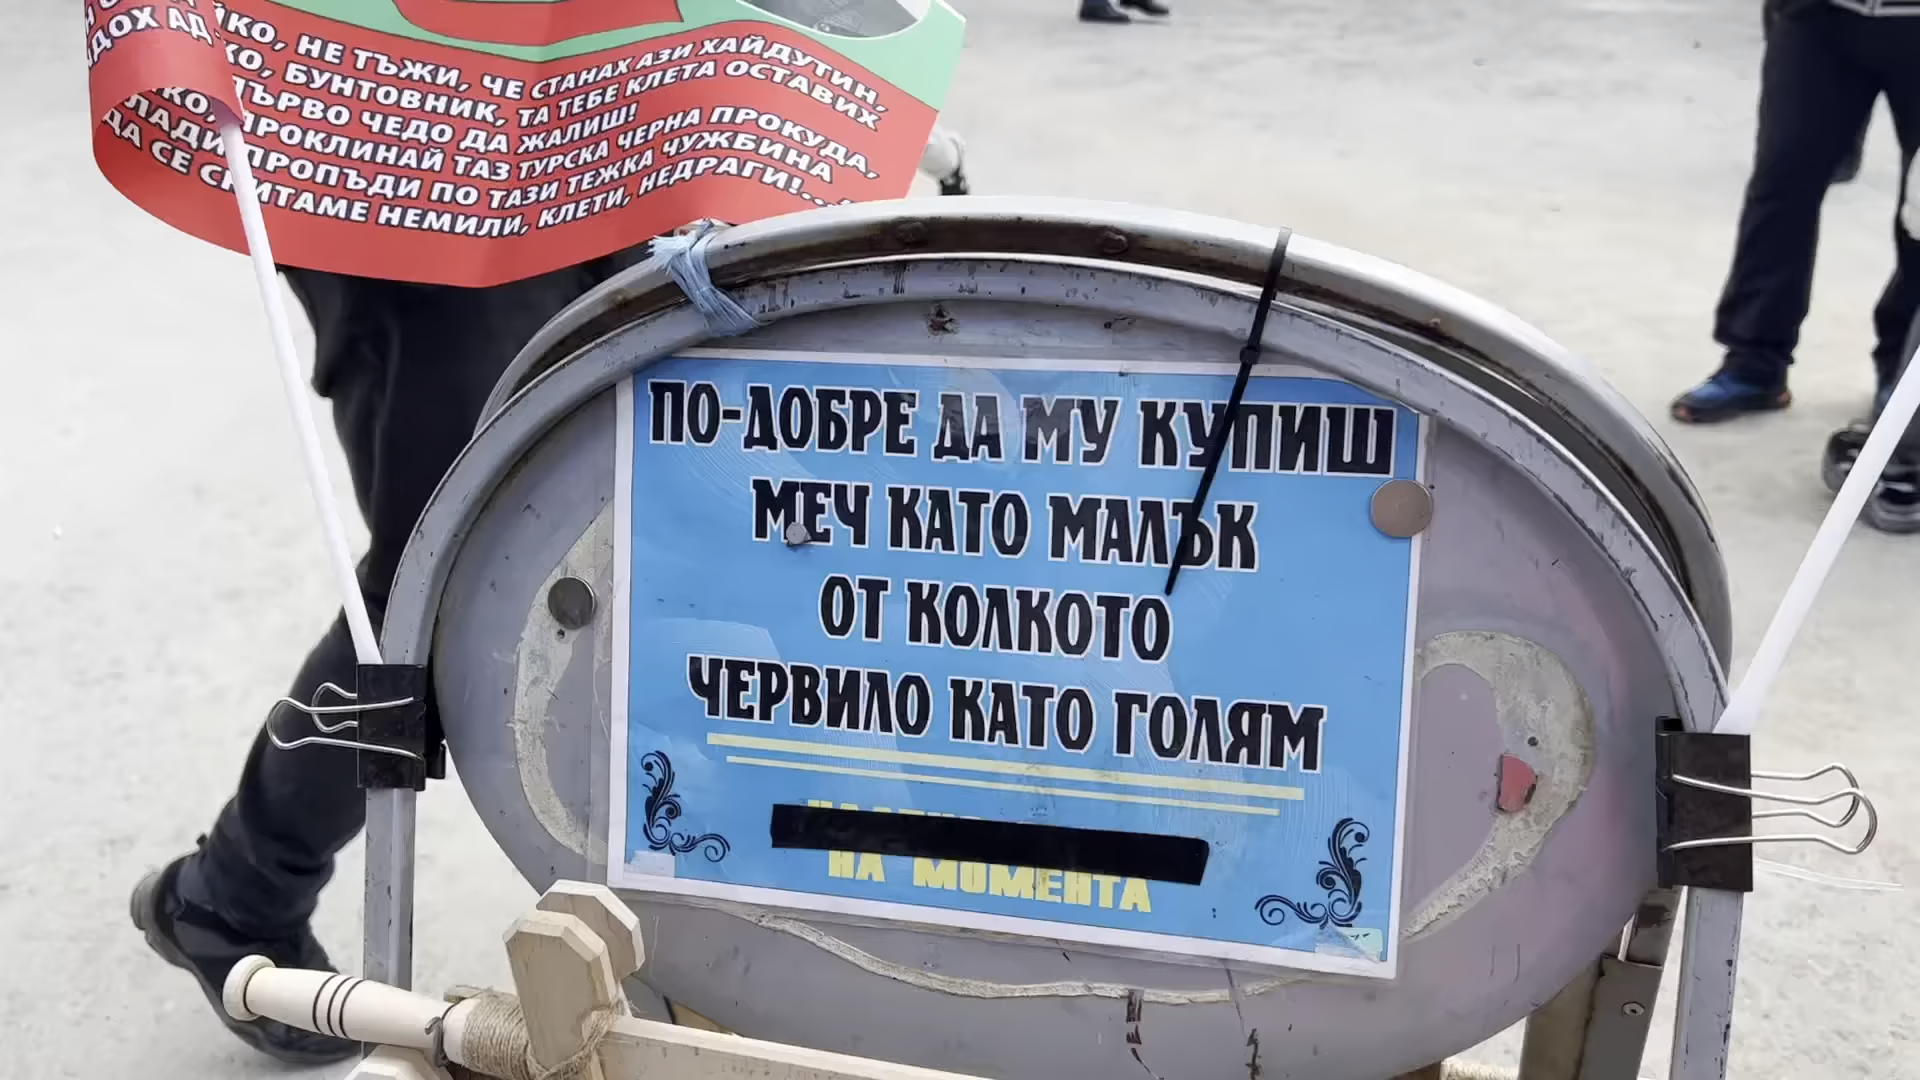 НЕ ТЪЖИ, ЧЕ СТАНАХ АЗИ ХАЙДУТИН,
БУНТОВНИК, ТА ТЕБЕ КЛЕТА ОСТАВИХ
ПЪРВО ЧЕДО ДА ЖАЛИШ!
ПРОКЛИНАЙ ТАЗ ТУРСКА ЧЕРНА ПРОКУДА,
ПРОПЪДИ ПО ТАЗИ ТЕЖКА ЧУЖБИНА
ДА СЕ СКИТАМЕ НЕМИЛИ, КЛЕТИ, НЕДРАГИ!...
ПО-ДОБРЕ ДА МУ КУПИШ
МЕЧ КАТО МАЛЪК
ОТ КОЛКОТО
ЧЕРВИЛО КАТО ГОЛЯМ
НА МОМЕНТА